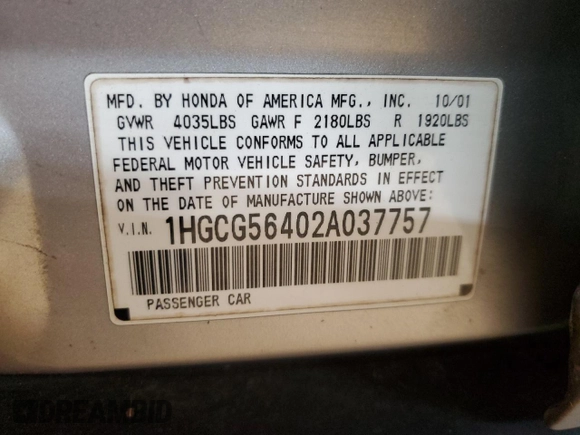 MFD. BY HONDA OF AMERICA MFG., INC. 10/01
GVWR 4035LBS GAWR F 2180LBS R 1920LBS
THIS VEHICLE CONFORMS TO ALL APPLICABLE
FEDERAL MOTOR VEHICLE SAFETY, BUMPER,
AND THEFT PREVENTION STANDARDS IN EFFECT
ON THE DATE OF MANUFACTURE SHOWN ABOVE:
V.I.N. 1HGCG56402A037757
PASSENGER CAR
DREAMBID